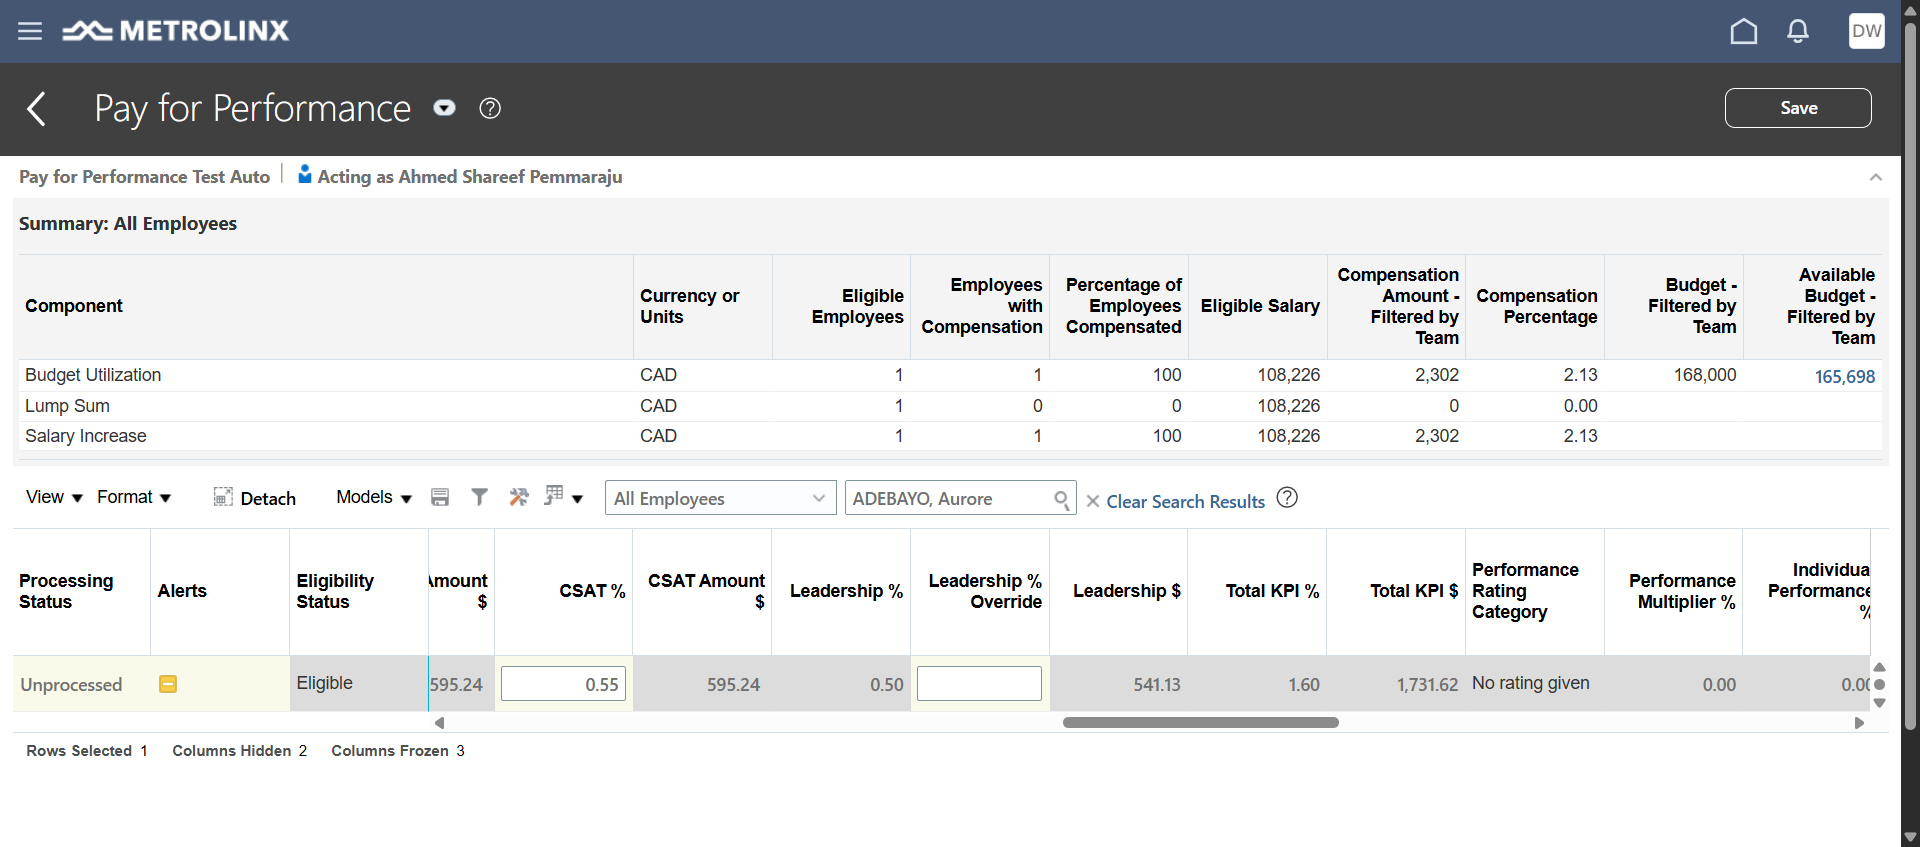 METROLINX
DW
Pay for Performance
Save
Pay for Performance Test Auto
Acting as Ahmed Shareef Pemmaraju
Summary: All Employees
Component
Currency or Units
Eligible Employees
Employees with Compensation
Percentage of Employees Compensated
Eligible Salary
Compensation Amount - Filtered by Team
Compensation Percentage
Budget - Filtered by Team
Available Budget - Filtered by Team
Budget Utilization CAD 1 1 100 108,226 2,302 2.13 168,000 165,698
Lump Sum CAD 1 0 0 108,226 0 0.00
Salary Increase CAD 1 1 100 108,226 2,302 2.13
View Format Detach Models All Employees ADEBAYO, Aurore Clear Search Results
Processing Status
Alerts
Eligibility Status
Amount $
CSAT %
CSAT Amount $
Leadership %
Leadership % Override
Leadership $
Total KPI %
Total KPI $
Performance Rating Category
Performance Multiplier %
Individual Performance %
Unprocessed Eligible 595.24 0.55 595.24 0.50 541.13 1.60 1,731.62 No rating given 0.00 0.00
Rows Selected 1 Columns Hidden 2 Columns Frozen 3